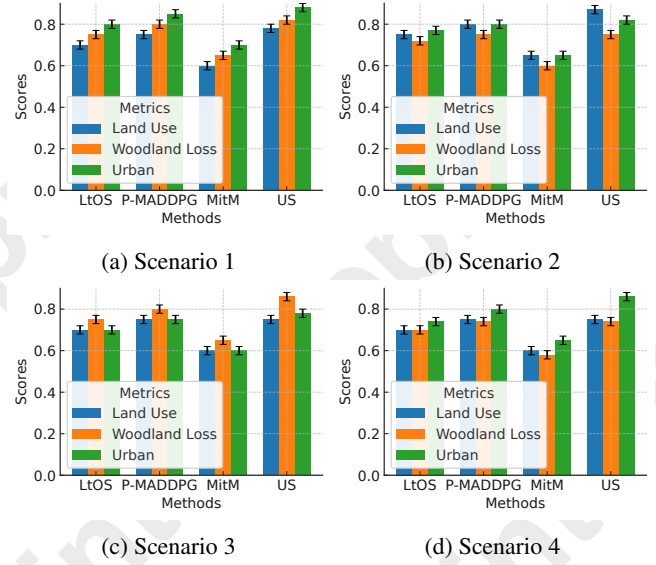 0.8
0.6
0.4
0.2
0.0
Scores
Metrics
Land Use
Woodland Loss
Urban
LtOS P-MADDPG MitM US
Methods
(a) Scenario 1
0.8
0.6
0.4
0.2
0.0
Scores
Metrics
Land Use
Woodland Loss
Urban
LtOS P-MADDPG MitM US
Methods
(b) Scenario 2
0.8
0.6
0.4
0.2
0.0
Scores
Metrics
Land Use
Woodland Loss
Urban
LtOS P-MADDPG MitM US
Methods
(c) Scenario 3
0.8
0.6
0.4
0.2
0.0
Scores
Metrics
Land Use
Woodland Loss
Urban
LtOS P-MADDPG MitM US
Methods
(d) Scenario 4